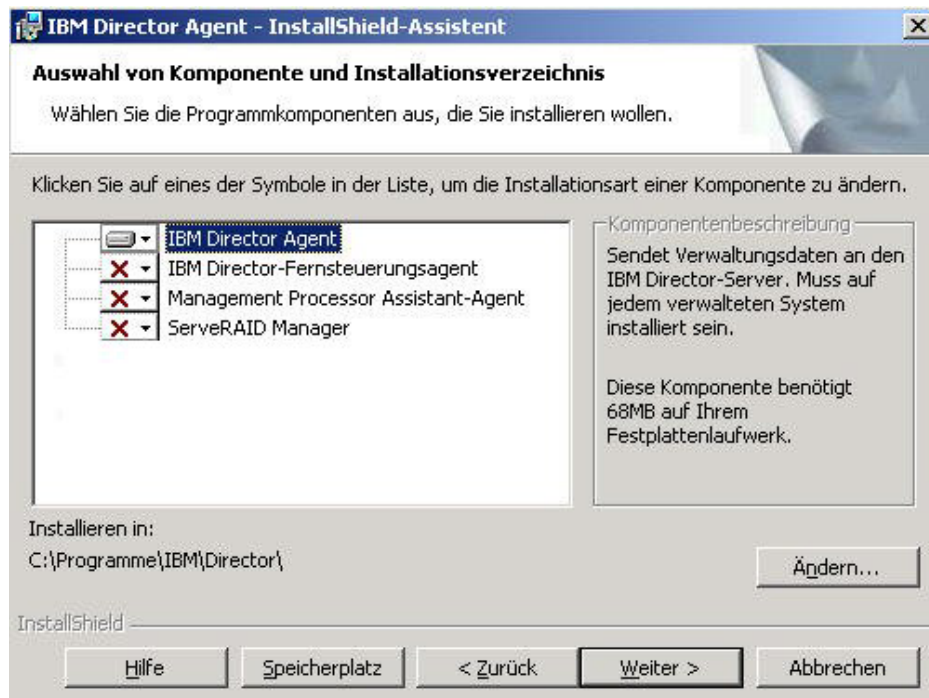 IBM Director Agent - InstallShield-Assistent
Auswahl von Komponente und Installationsverzeichnis
Wählen Sie die Programmkomponenten aus, die Sie installieren wollen.
Klicken Sie auf eines der Symbole in der Liste, um die Installationsart einer Komponente zu ändern.
IBM Director Agent
IBM Director-Fernsteuerungsagent
Management Processor Assistant-Agent
ServeRAID Manager
Komponentenbeschreibung
Sendet Verwaltungsdaten an den
IBM Director-Server. Muss auf
jedem verwalteten System
installiert sein.
Diese Komponente benötigt
68MB auf Ihrem
Festplattenlaufwerk.
Installieren in:
C:\Programme\IBM\Director\
Ändern...
InstallShield
Hilfe
Speicherplatz
< Zurück
Weiter >
Abbrechen